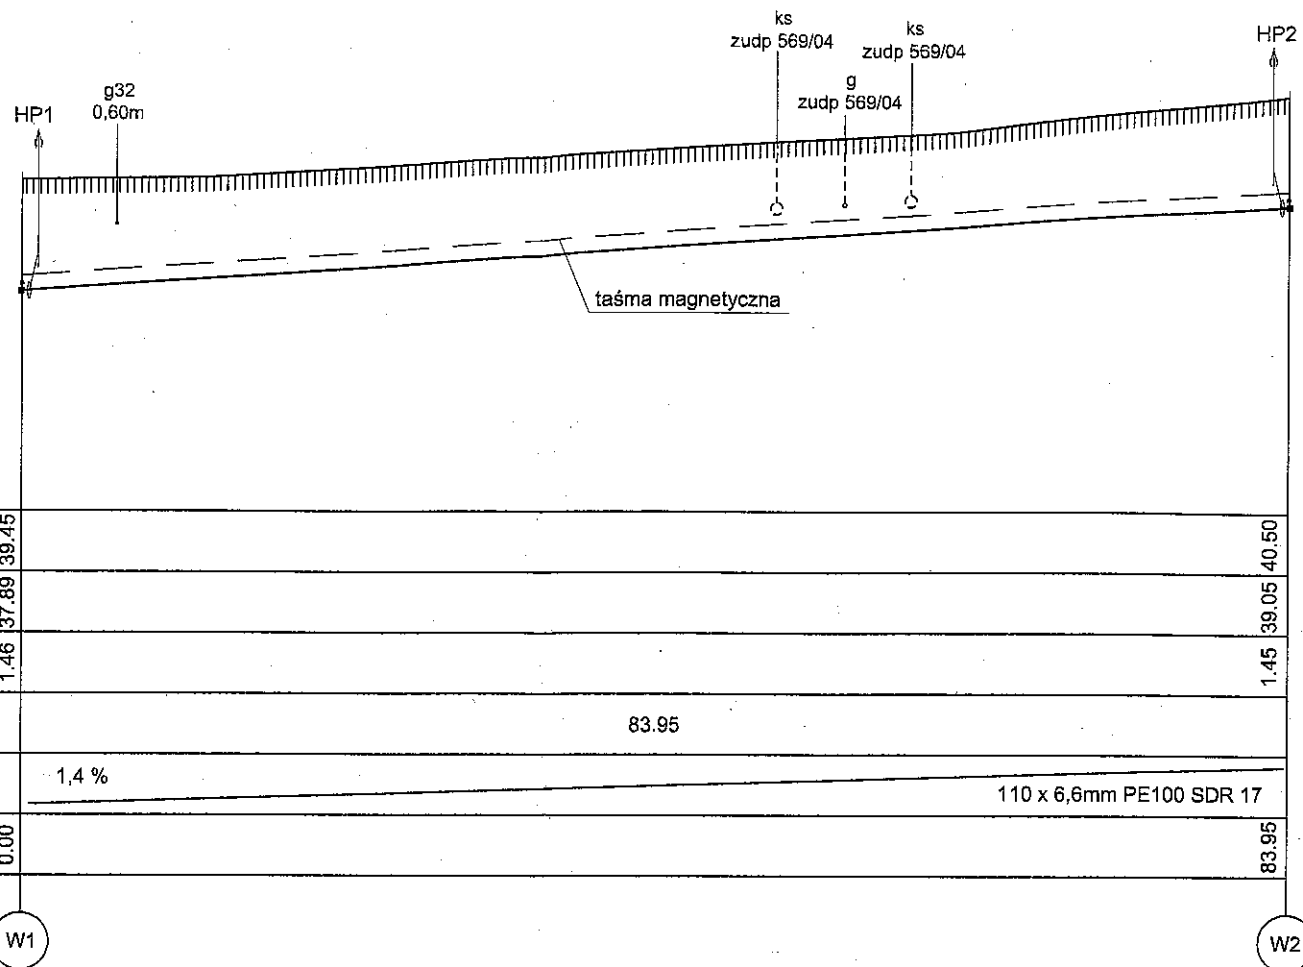 ks
zudp 569/04
ks
zudp 569/04
HP2
g32
0,60m
g
zudp 569/04
HP1
taśma magnetyczna
39.45
40.50
37.89
39.05
1.46
1.45
83.95
1,4 %
110 x 6,6mm PE100 SDR 17
0.00
83.95
W1
W2